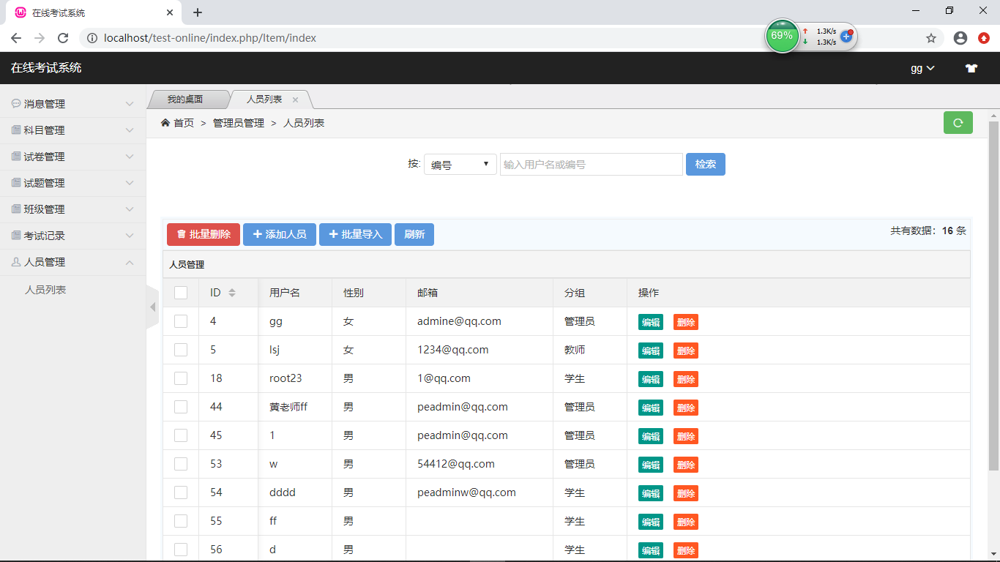 在线考试系统
localhost/test-online/index.php/Item/index
69%
1.3K/s
1.3K/s
在线考试系统
gg
消息管理
科目管理
试卷管理
试题管理
班级管理
考试记录
人员管理
人员列表
我的桌面 人员列表
首页 > 管理员管理 > 人员列表
按: 编号 输入用户名或编号 检索
批量删除 添加人员 批量导入 刷新 共有数据：16 条
人员管理
ID 用户名 性别 邮箱 分组 操作
4 gg 女 admine@qq.com 管理员 编辑 删除
5 lsj 女 1234@qq.com 教师 编辑 删除
18 root23 男 1@qq.com 学生 编辑 删除
44 黄老师ff 男 peadmin@qq.com 管理员 编辑 删除
45 1 男 peadmin@qq.com 管理员 编辑 删除
53 w 男 54412@qq.com 管理员 编辑 删除
54 dddd 男 peadminw@qq.com 学生 编辑 删除
55 ff 男 学生 编辑 删除
56 d 男 学生 编辑 删除